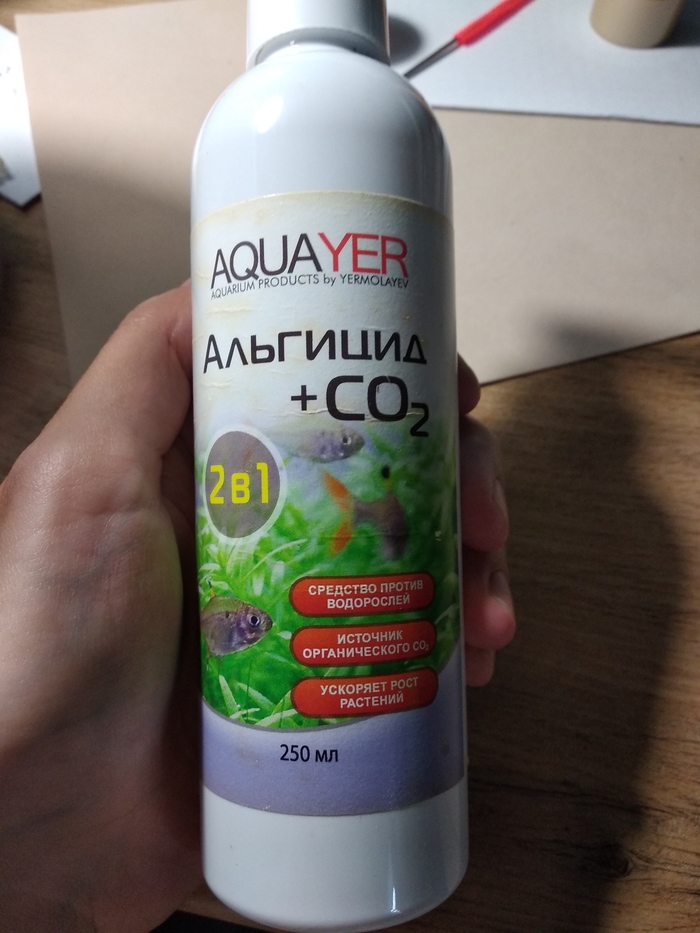 AQUAYER
AQUARIUM PRODUCTS by YERMOLAYEV
Альгицид
+CO₂
2в1
СРЕДСТВО ПРОТИВ
ВОДОРОСЛЕЙ
ИСТОЧНИК
ОРГАНИЧЕСКОГО CO₂
УСКОРЯЕТ РОСТ
РАСТЕНИЙ
250 мл